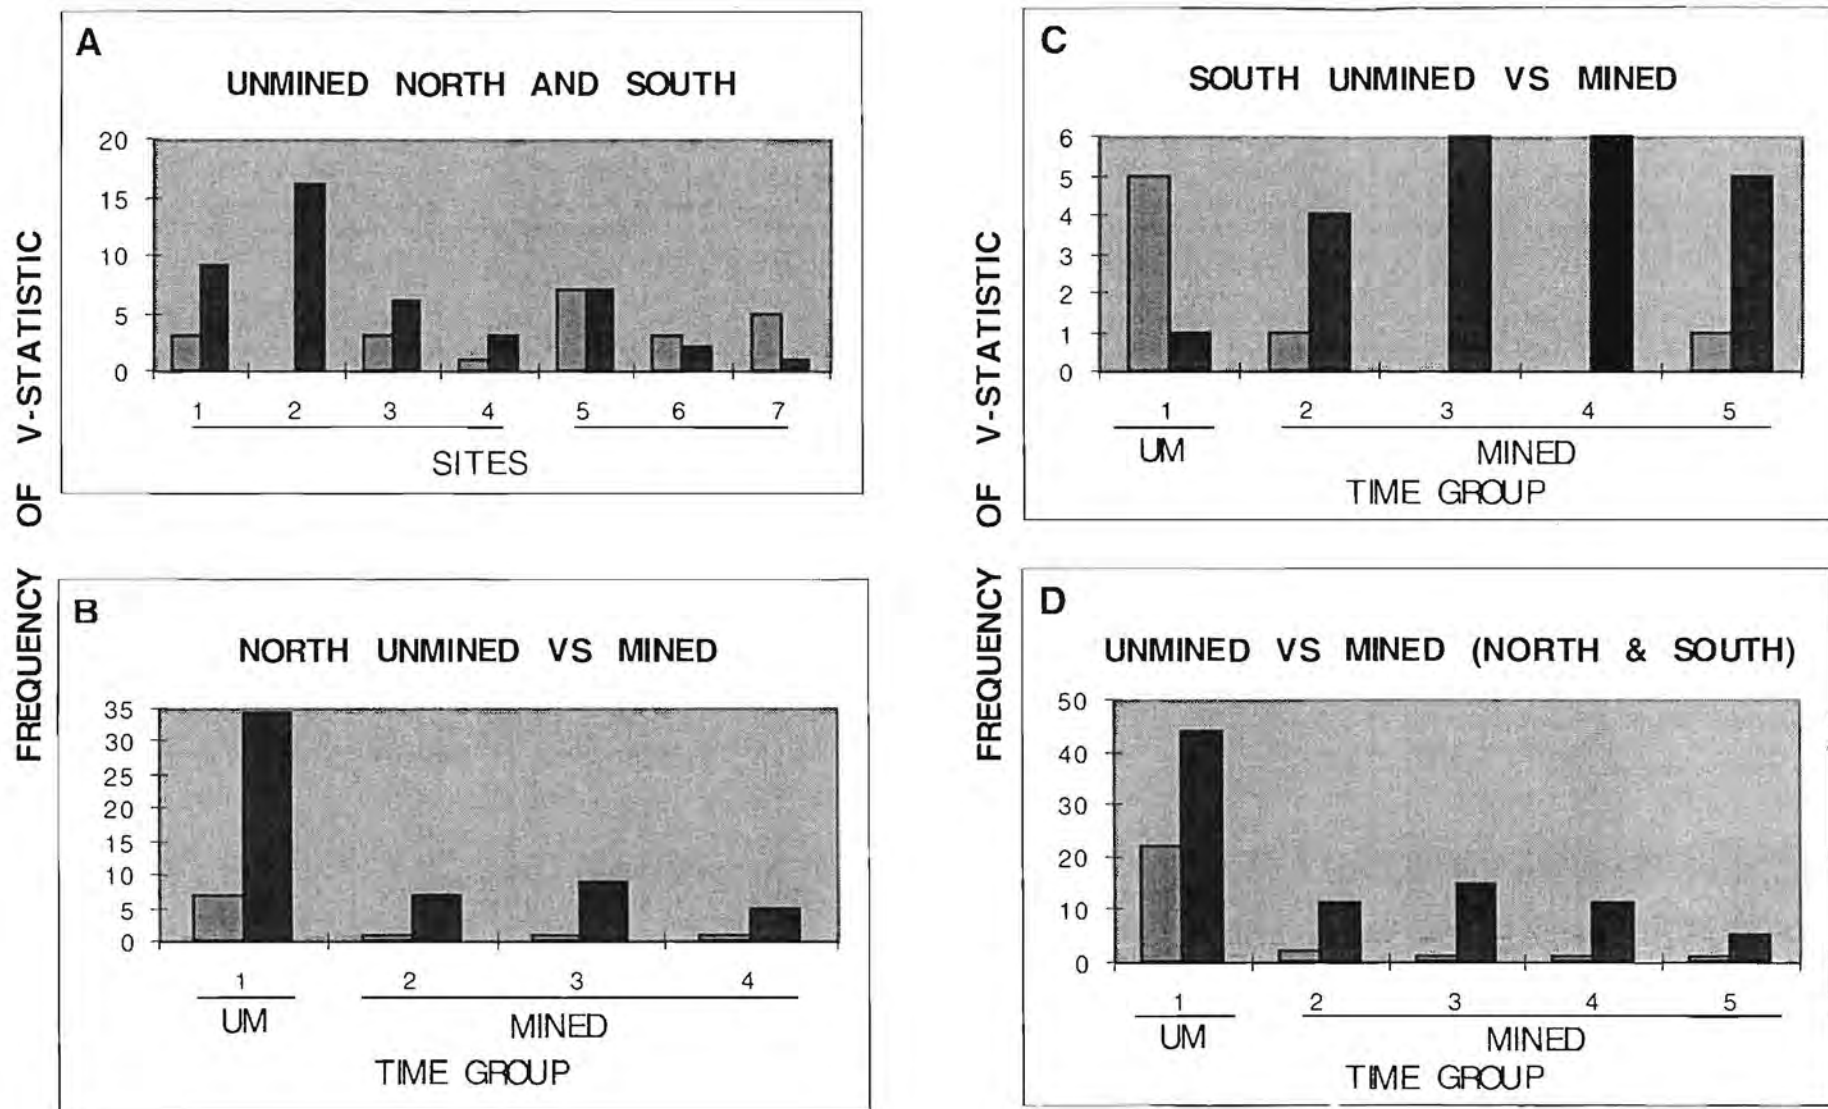 A
UNMINED NORTH AND SOUTH
20
15
10
5
0
1 2 3 4 5 6 7
SITES
B
NORTH UNMINED VS MINED
35
30
25
20
15
10
5
0
1 2 3 4
UM MINED
TIME GROUP
FREQUENCY OF V-STATISTIC
C
SOUTH UNMINED VS MINED
6
5
4
3
2
1
0
1 2 3 4 5
UM MINED
TIME GROUP
D
UNMINED VS MINED (NORTH & SOUTH)
50
40
30
20
10
0
1 2 3 4 5
UM MINED
TIME GROUP
FREQUENCY OF V-STATISTIC